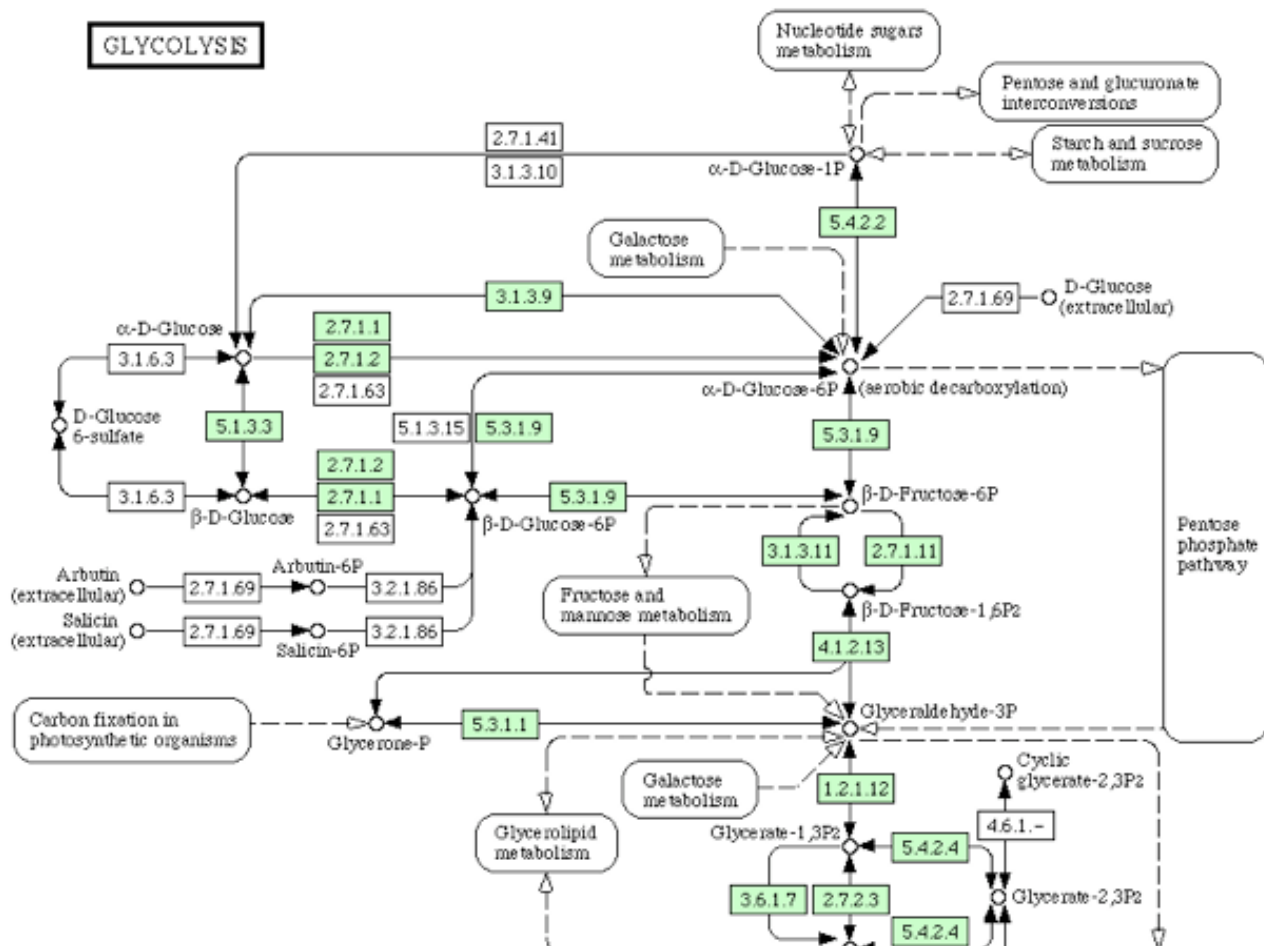 GLYCOLYSIS
Nucleotide sugars
metabolism
Pentose and glucuronate
interconversions
Starch and sucrose
metabolism
2.7.1.41
3.1.3.10
α-D-Glucose-1P
5.4.2.2
Galactose
metabolism
3.1.3.9
2.7.1.69
D-Glucose
(extracellular)
α-D-Glucose
2.7.1.1
3.1.6.3
2.7.1.2
2.7.1.63
α-D-Glucose-6P
(aerobic decarboxylation)
D-Glucose
6-sulfate
5.1.3.3
5.1.3.15
5.3.1.9
5.3.1.9
2.7.1.2
3.1.6.3
2.7.1.1
5.3.1.9
β-D-Fructose-6P
β-D-Glucose
2.7.1.63
β-D-Glucose-6P
3.1.3.11
2.7.1.11
Pentose
phosphate
pathway
Arbutin
(extracellular)
2.7.1.69
Arbutin-6P
3.2.1.86
Fructose and
mannose metabolism
β-D-Fructose-1,6P2
Salicin
(extracellular)
2.7.1.69
Salicin-6P
3.2.1.86
4.1.2.13
Carbon fixation in
photosynthetic organisms
Glycerone-P
5.3.1.1
Glyceraldehyde-3P
Galactose
metabolism
1.2.1.12
Cyclic
glycerate-2,3P2
4.6.1.-
Glycerolipid
metabolism
Glycerate-1,3P2
5.4.2.4
3.6.1.7
2.7.2.3
Glycerate-2,3P2
5.4.2.4